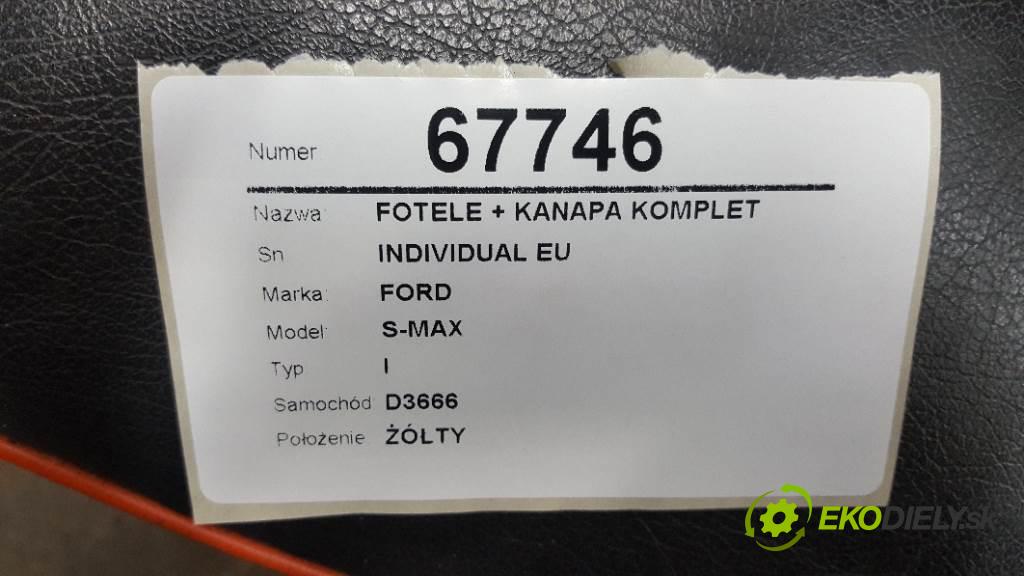 Numer 67746
Nazwa: FOTELE + KANAPA KOMPLET
Sn INDIVIDUAL EU
Marka: FORD
Model: S-MAX
Typ I
Samochód D3666
Położenie ŻÓŁTY
EKODIELY.sk